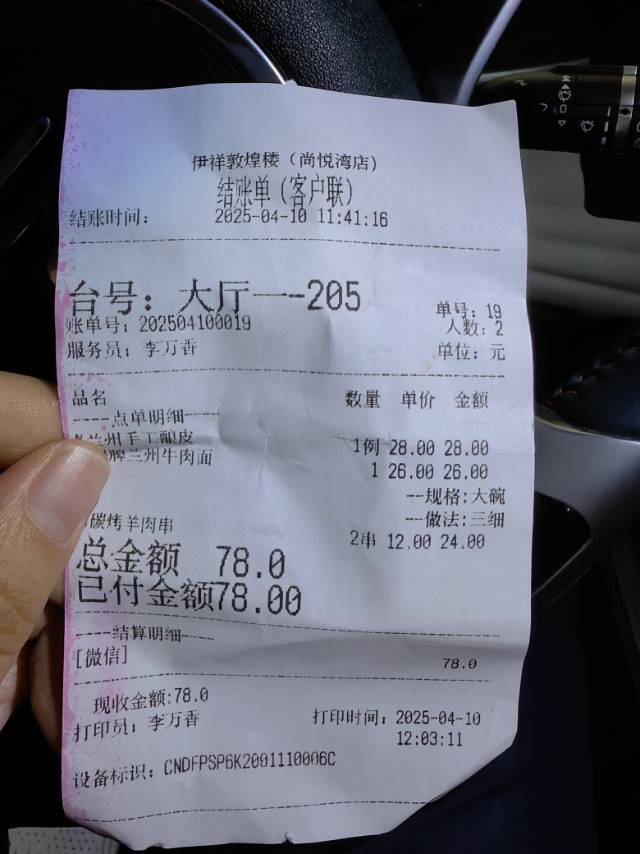 伊祥敦煌楼（尚悦湾店）
结账单（客户联）
结账时间： 2025-04-10 11:41:16
台号：大厅一-205
单号：19
账单号：202504100019 人数：2
服务员：李万香 单位：元
品名 数量 单价 金额
-----点单明细-----
兰州手工酿皮 1例 28.00 28.00
牌兰州牛肉面 1 26.00 26.00
--规格:大碗
--做法:三细
碳烤羊肉串 2串 12.00 24.00
总金额 78.0
已付金额78.00
-----结算明细-----
[微信] 78.0
现收金额:78.0
打印员：李万香 打印时间：2025-04-10
12:03:11
设备标识：CNDFPSP6K20011100​06C